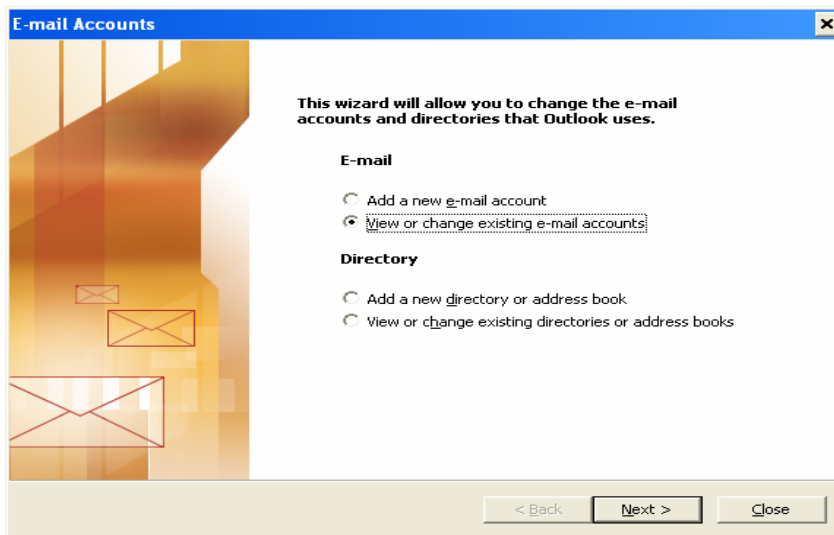 E-mail Accounts
This wizard will allow you to change the e-mail
accounts and directories that Outlook uses.
E-mail
Add a new e-mail account
View or change existing e-mail accounts
Directory
Add a new directory or address book
View or change existing directories or address books
< Back Next > Close